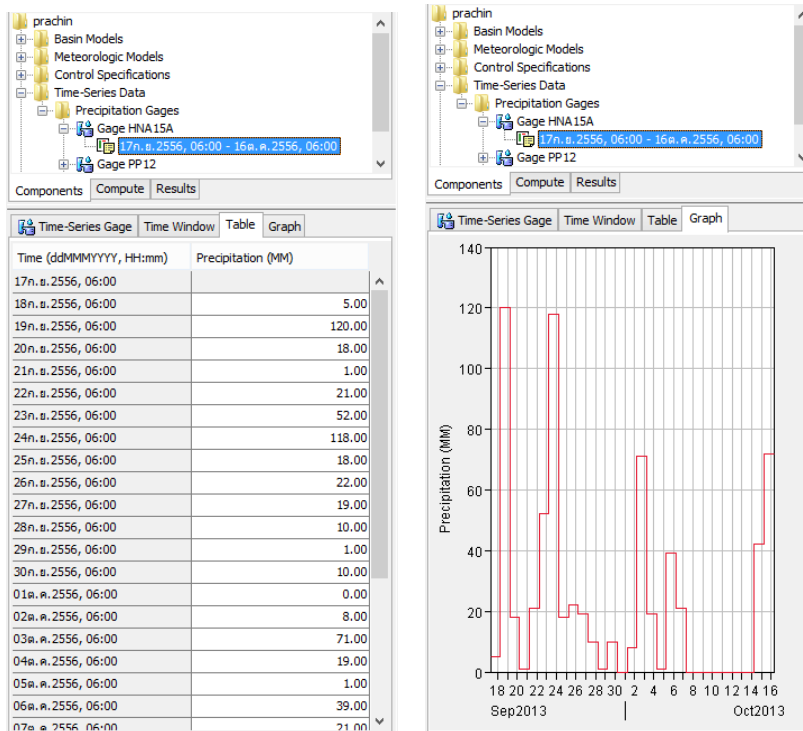 prachin
Basin Models
Meteorologic Models
Control Specifications
Time-Series Data
Precipitation Gages
Gage HNA15A
17ก.ย.2556, 06:00 - 16ต.ค.2556, 06:00
Gage PP12
Components Compute Results
Time-Series Gage Time Window Table Graph
Time (ddMMMYYYY, HH:mm) Precipitation (MM)
17ก.ย.2556, 06:00
18ก.ย.2556, 06:00 5.00
19ก.ย.2556, 06:00 120.00
20ก.ย.2556, 06:00 18.00
21ก.ย.2556, 06:00 1.00
22ก.ย.2556, 06:00 21.00
23ก.ย.2556, 06:00 52.00
24ก.ย.2556, 06:00 118.00
25ก.ย.2556, 06:00 18.00
26ก.ย.2556, 06:00 22.00
27ก.ย.2556, 06:00 19.00
28ก.ย.2556, 06:00 10.00
29ก.ย.2556, 06:00 1.00
30ก.ย.2556, 06:00 10.00
01ต.ค.2556, 06:00 0.00
02ต.ค.2556, 06:00 8.00
03ต.ค.2556, 06:00 71.00
04ต.ค.2556, 06:00 19.00
05ต.ค.2556, 06:00 1.00
06ต.ค.2556, 06:00 39.00
07ต.ค.2556, 06:00 21.00
prachin
Basin Models
Meteorologic Models
Control Specifications
Time-Series Data
Precipitation Gages
Gage HNA15A
17ก.ย.2556, 06:00 - 16ต.ค.2556, 06:00
Gage PP12
Components Compute Results
Time-Series Gage Time Window Table Graph
140
120
100
80
60
40
20
0
Precipitation (MM)
18 20 22 24 26 28 30 2 4 6 8 10 12 14 16
Sep2013 Oct2013